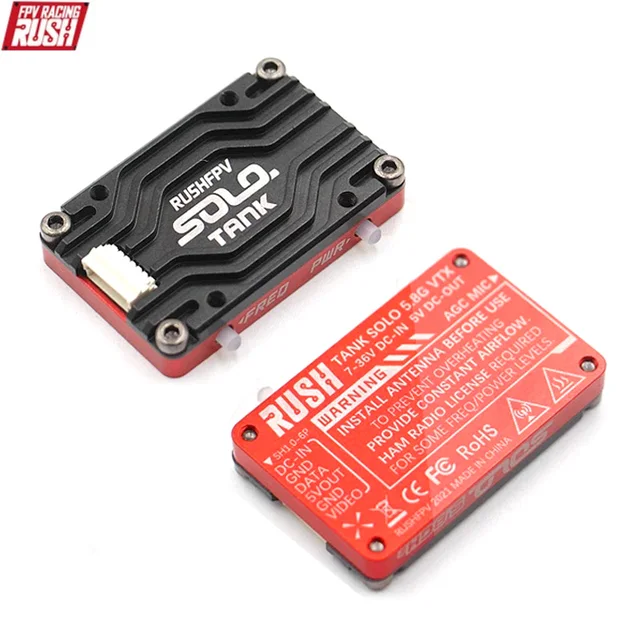 FPV RACING
RUSH
RUSHFPV
SOLO
TANK
FREQ PWR
RUSH
TANK SOLO 5.8G VTX
7-36V DC-IN 5V DC-OUT
AGC MIC
WARNING
INSTALL ANTENNA BEFORE USE
TO PREVENT OVERHEATING
PROVIDE CONSTANT AIRFLOW.
HAM RADIO LICENSE REQUIRED
FOR SOME FREQ/POWER LEVELS.
SH1.0-6P
DC-IN
GND
DATA
5VOUT
GND
VIDEO
CE FC RoHS
RUSHFPV 2021 MADE IN CHINA